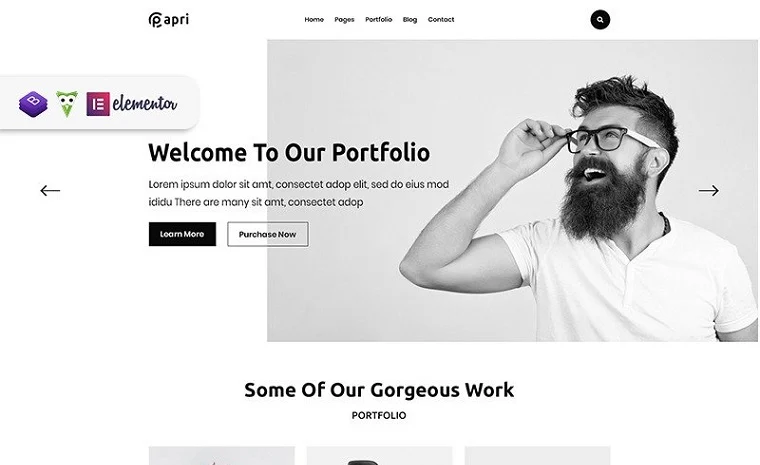 apri
Home Pages Portfolio Blog Contact
elementor
Welcome To Our Portfolio
Lorem ipsum dolor sit amt, consectet adop elit, sed do eius mod
ididu There are many sit amt, consectet adop
Learn More Purchase Now
Some Of Our Gorgeous Work
PORTFOLIO